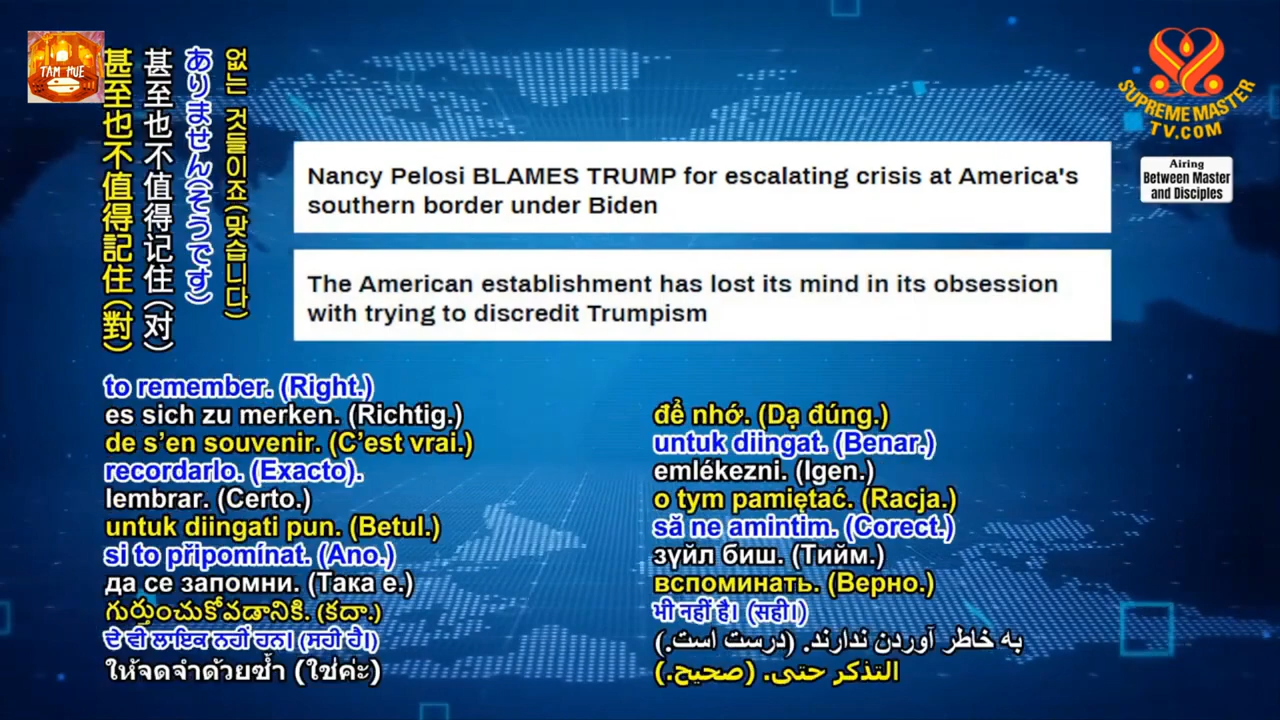 TAM HUE
甚至也不值得記住(對)
甚至也不值得记住(对)
ありません(そうです)
없는 것들이죠(맞습니다)
SUPREME MASTER
TV.COM
Airing
Between Master
and Disciples
Nancy Pelosi BLAMES TRUMP for escalating crisis at America's
southern border under Biden
The American establishment has lost its mind in its obsession
with trying to discredit Trumpism
to remember. (Right.)
es sich zu merken. (Richtig.)
de s’en souvenir. (C’est vrai.)
recordarlo. (Exacto).
lembrar. (Certo.)
untuk diingati pun. (Betul.)
si to připomínat. (Ano.)
да се запомни. (Така е.)
గుర్తుంచుకోవడానికి. (కదా.)
ਦੇ ਵੀ ਲਾਇਕ ਨਹੀਂ ਹਨ। (ਸਹੀ ਹੈ।)
ให้จดจำด้วยซ้ำ (ใช่ค่ะ)
để nhớ. (Dạ đúng.)
untuk diingat. (Benar.)
emlékezni. (Igen.)
o tym pamiętać. (Racja.)
să ne amintim. (Corect.)
зүйл биш. (Тийм.)
вспоминать. (Верно.)
भी नहीं है। (सही।)
به خاطر آوردن ندارند. (درست است.)
التذكر حتى. (صحيح.)